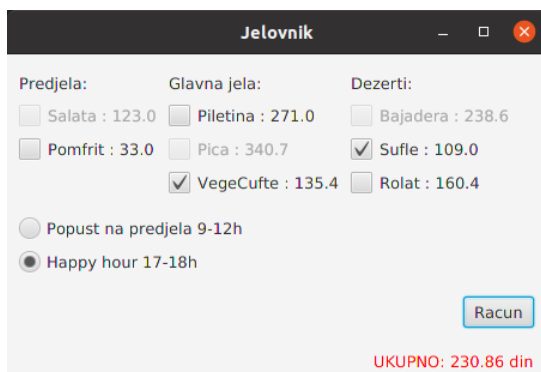 Jelovnik
Predjela: Glavna jela: Dezerti:
Salata : 123.0 Piletina : 271.0 Bajadera : 238.6
Pomfrit : 33.0 Pica : 340.7 Sufle : 109.0
VegeCufte : 135.4 Rolat : 160.4
Popust na predjela 9-12h
Happy hour 17-18h
Racun
UKUPNO: 230.86 din